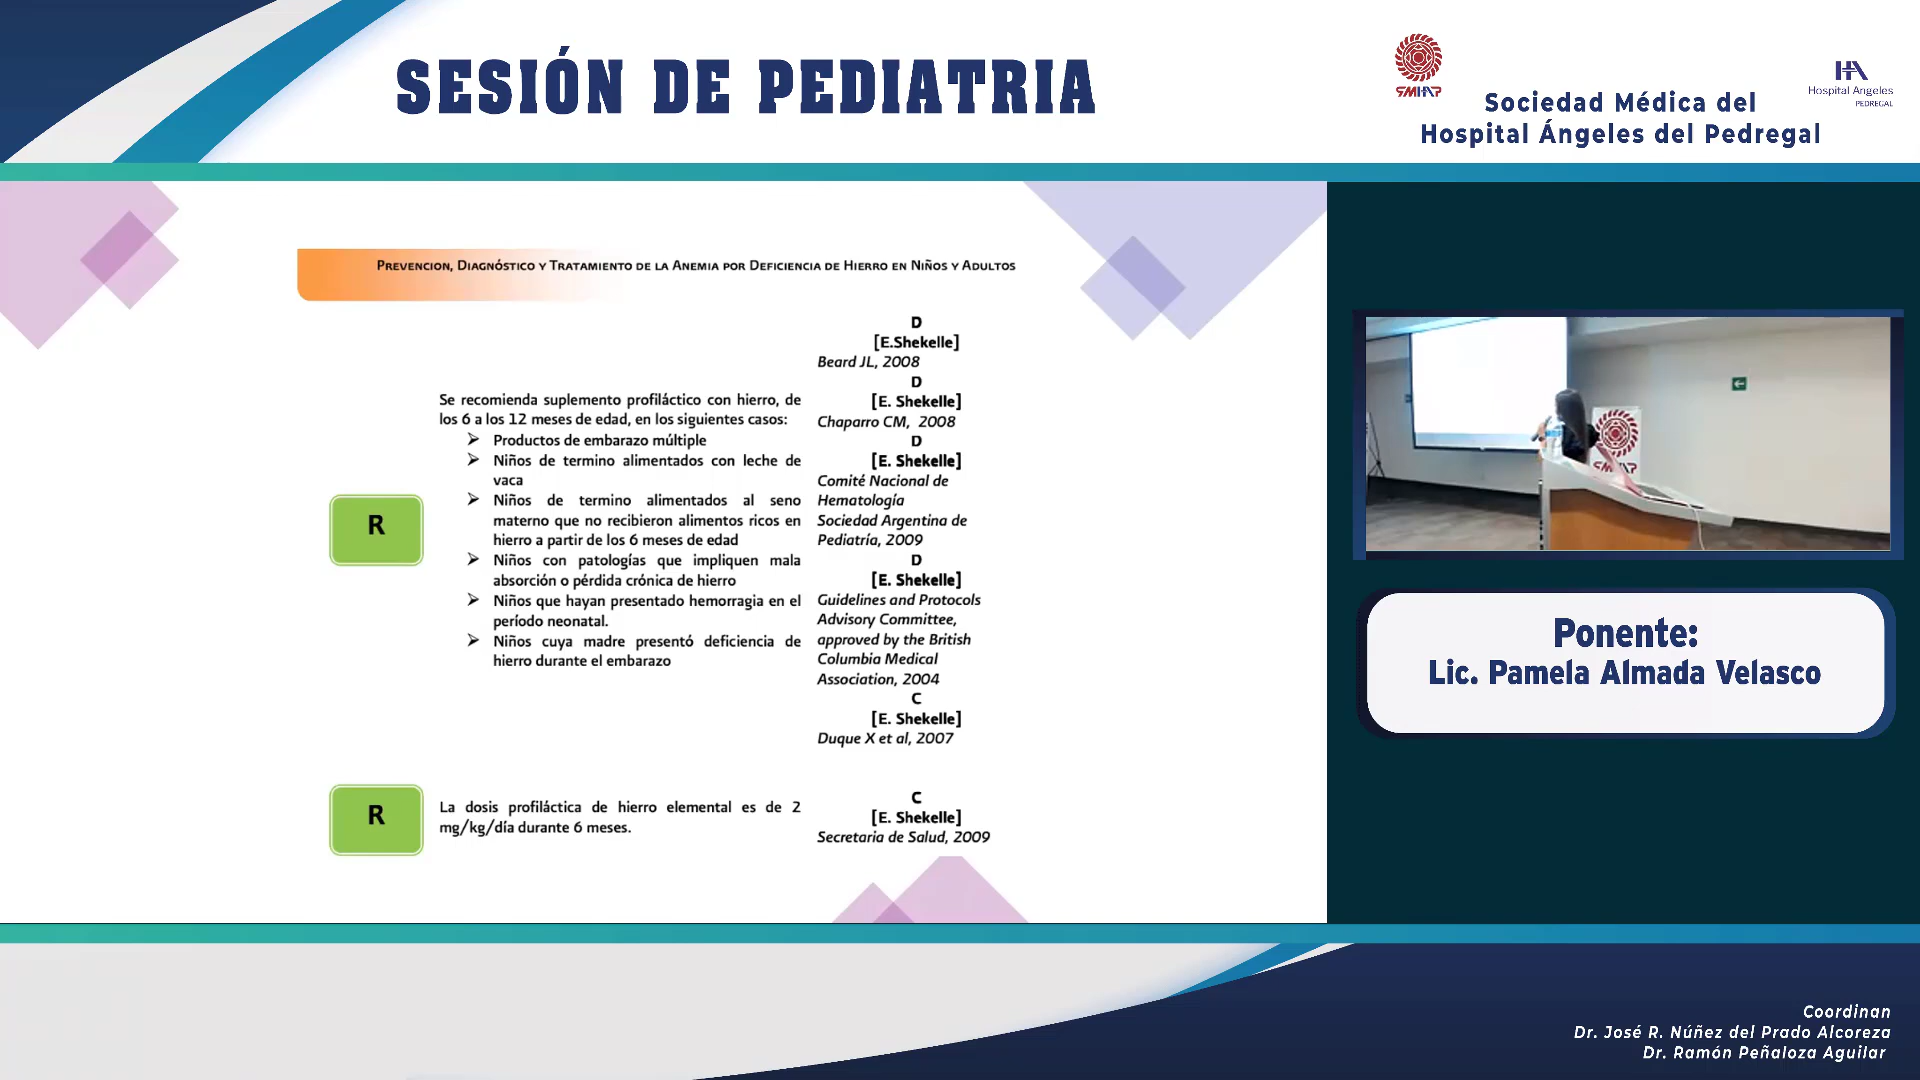 SESIÓN DE PEDIATRIA
SMHAP
Sociedad Médica del
Hospital Ángeles del Pedregal
HA
Hospital Angeles
PEDREGAL
PREVENCION, DIAGNÓSTICO Y TRATAMIENTO DE LA ANEMIA POR DEFICIENCIA DE HIERRO EN NIÑOS Y ADULTOS
R
Se recomienda suplemento profiláctico con hierro, de
los 6 a los 12 meses de edad, en los siguientes casos:
➢ Productos de embarazo múltiple
➢ Niños de termino alimentados con leche de
vaca
➢ Niños de termino alimentados al seno
materno que no recibieron alimentos ricos en
hierro a partir de los 6 meses de edad
➢ Niños con patologías que impliquen mala
absorción o pérdida crónica de hierro
➢ Niños que hayan presentado hemorragia en el
período neonatal.
➢ Niños cuya madre presentó deficiencia de
hierro durante el embarazo
D
[E.Shekelle]
Beard JL, 2008
D
[E. Shekelle]
Chaparro CM, 2008
D
[E. Shekelle]
Comité Nacional de
Hematología
Sociedad Argentina de
Pediatría, 2009
D
[E. Shekelle]
Guidelines and Protocols
Advisory Committee,
approved by the British
Columbia Medical
Association, 2004
C
[E. Shekelle]
Duque X et al, 2007
R
La dosis profiláctica de hierro elemental es de 2
mg/kg/día durante 6 meses.
C
[E. Shekelle]
Secretaria de Salud, 2009
SMHAP
Ponente:
Lic. Pamela Almada Velasco
Coordinan
Dr. José R. Núñez del Prado Alcoreza
Dr. Ramón Peñaloza Aguilar